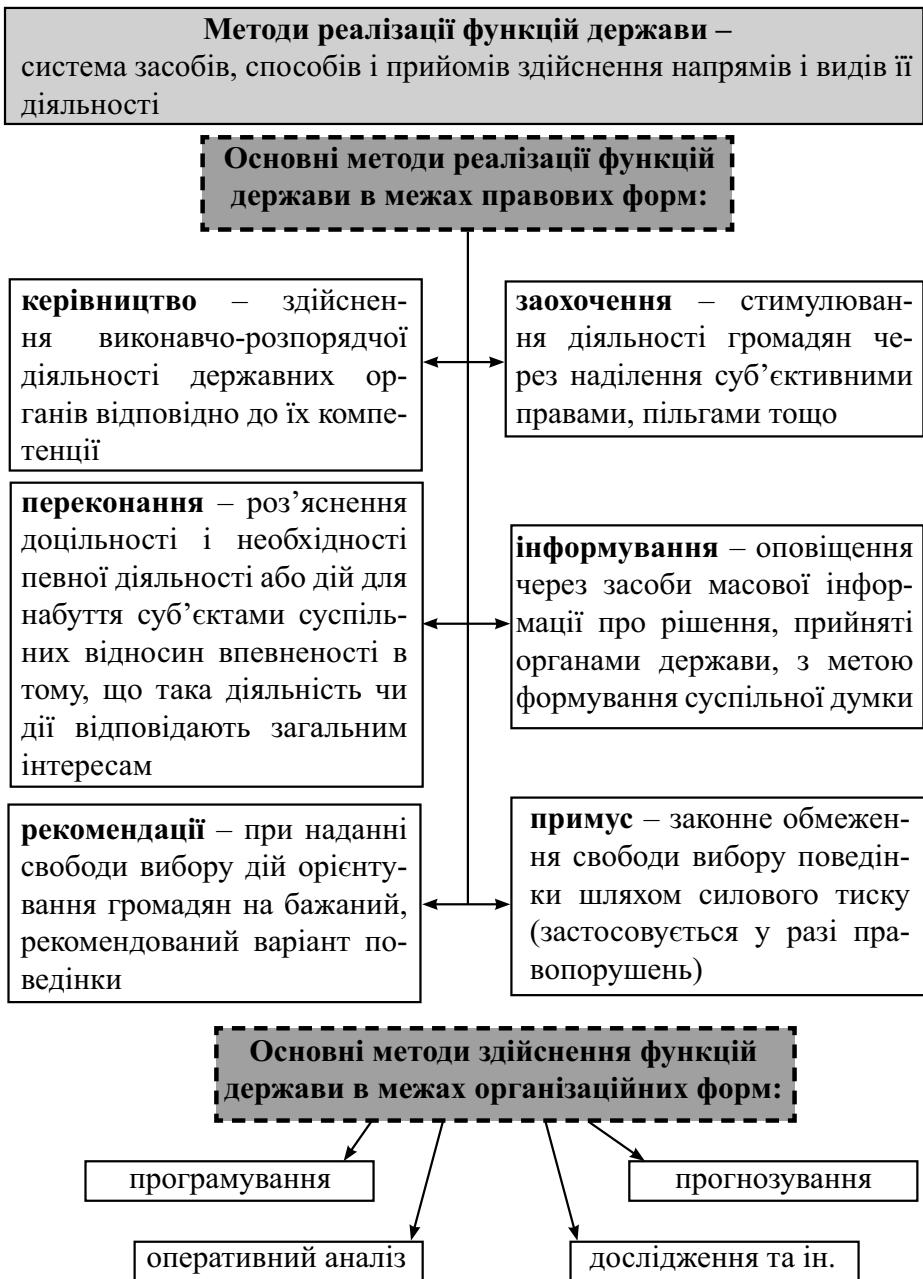 Методи реалізації функцій держави –
система засобів, способів і прийомів здійснення напрямів і видів її
діяльності
Основні методи реалізації функцій
держави в межах правових форм:
керівництво – здійснен-
ня виконавчо-розпорядчої
діяльності державних ор-
ганів відповідно до їх компе-
тенції
заохочення – стимулюван-
ня діяльності громадян че-
рез наділення суб’єктивними
правами, пільгами тощо
переконання – роз’яснення
доцільності і необхідності
певної діяльності або дій для
набуття суб’єктами суспіль-
них відносин впевненості в
тому, що така діяльність чи
дії відповідають загальним
інтересам
інформування – оповіщення
через засоби масової інфор-
мації про рішення, прийняті
органами держави, з метою
формування суспільної думки
рекомендації – при наданні
свободи вибору дій орієнту-
вання громадян на бажаний,
рекомендований варіант по-
ведінки
примус – законне обмежен-
ня свободи вибору поведін-
ки шляхом силового тиску
(застосовується у разі пра-
вопорушень)
Основні методи здійснення функцій
держави в межах організаційних форм:
програмування
прогнозування
оперативний аналіз
дослідження та ін.